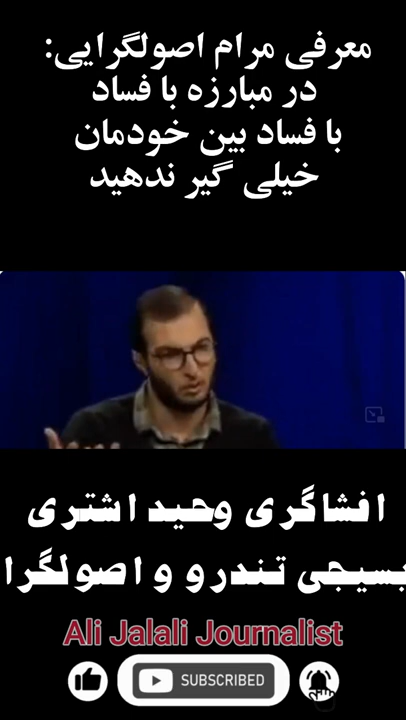 معرفی مرام اصولگرایی:
در مبارزه با فساد
با فساد بین خودمان
خیلی گیر ندهید
افشاگری وحید اشتری
بسیجی تندرو و اصولگرا
Ali Jalali Journalist
SUBSCRIBED